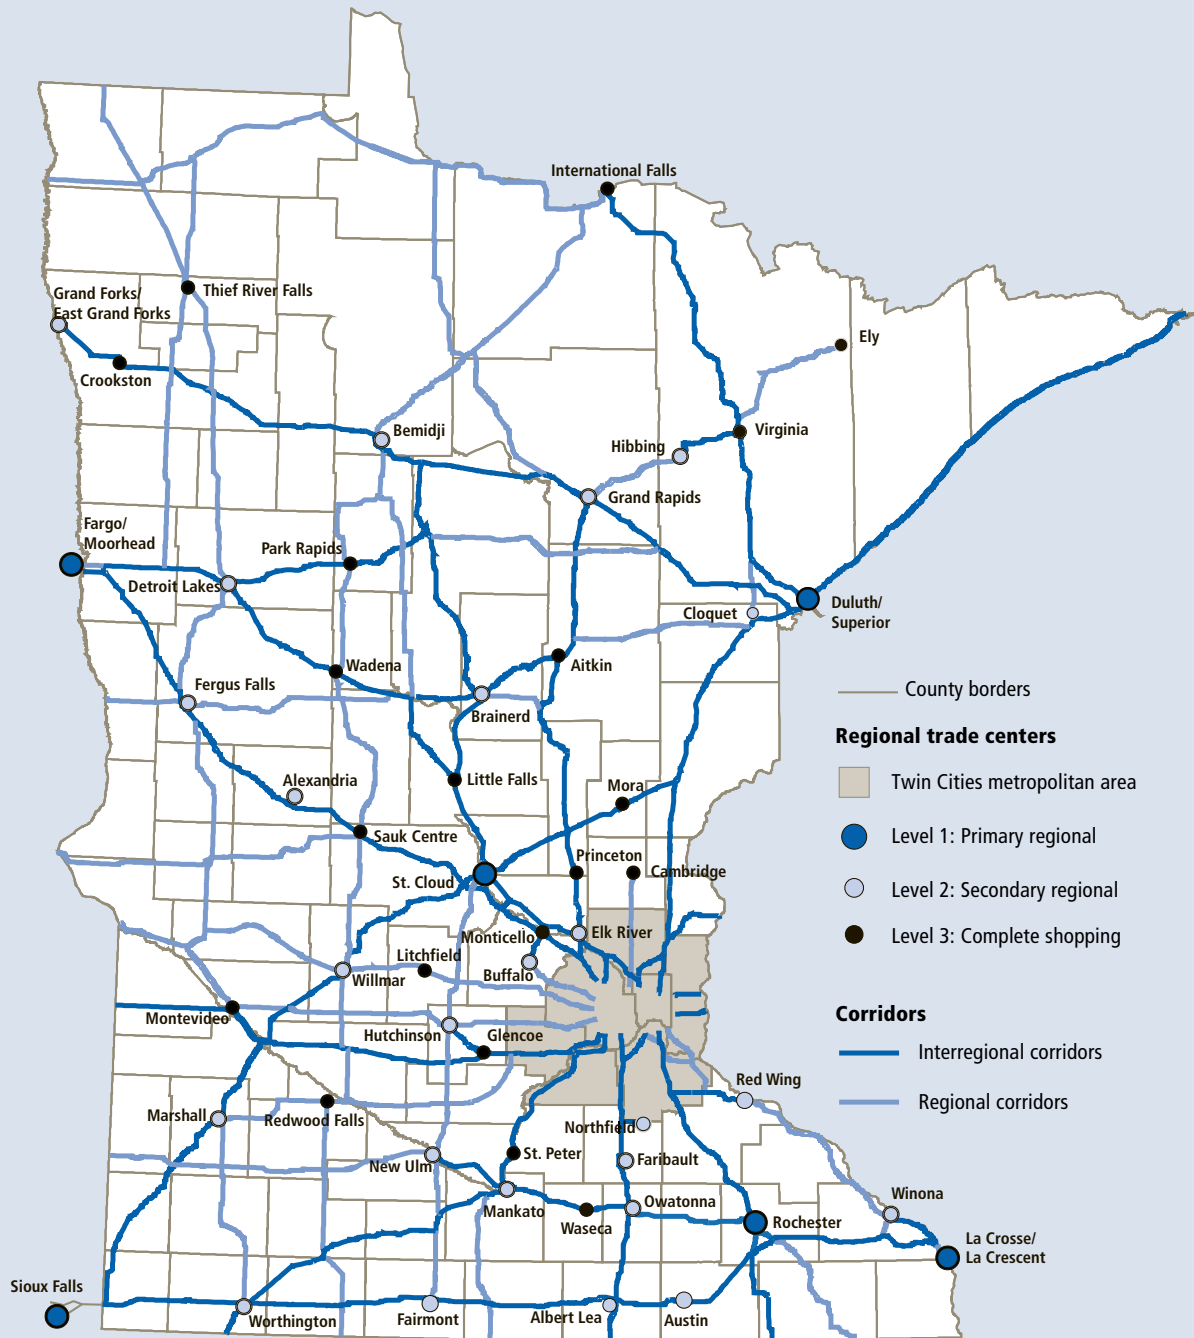 International Falls
Grand Forks/
East Grand Forks
Thief River Falls
Crookston
Ely
Bemidji
Virginia
Hibbing
Grand Rapids
Fargo/
Moorhead
Park Rapids
Detroit Lakes
Duluth/
Superior
Cloquet
Wadena
Aitkin
Fergus Falls
Brainerd
County borders
Regional trade centers
Twin Cities metropolitan area
Level 1: Primary regional
Level 2: Secondary regional
Level 3: Complete shopping
Corridors
Interregional corridors
Regional corridors
Alexandria
Little Falls
Mora
Sauk Centre
Princeton
Cambridge
St. Cloud
Monticello
Elk River
Litchfield
Buffalo
Willmar
Montevideo
Hutchinson
Glencoe
Red Wing
Marshall
Redwood Falls
Northfield
New Ulm
St. Peter
Faribault
Mankato
Waseca
Owatonna
Rochester
Winona
La Crosse/
La Crescent
Sioux Falls
Worthington
Fairmont
Albert Lea
Austin